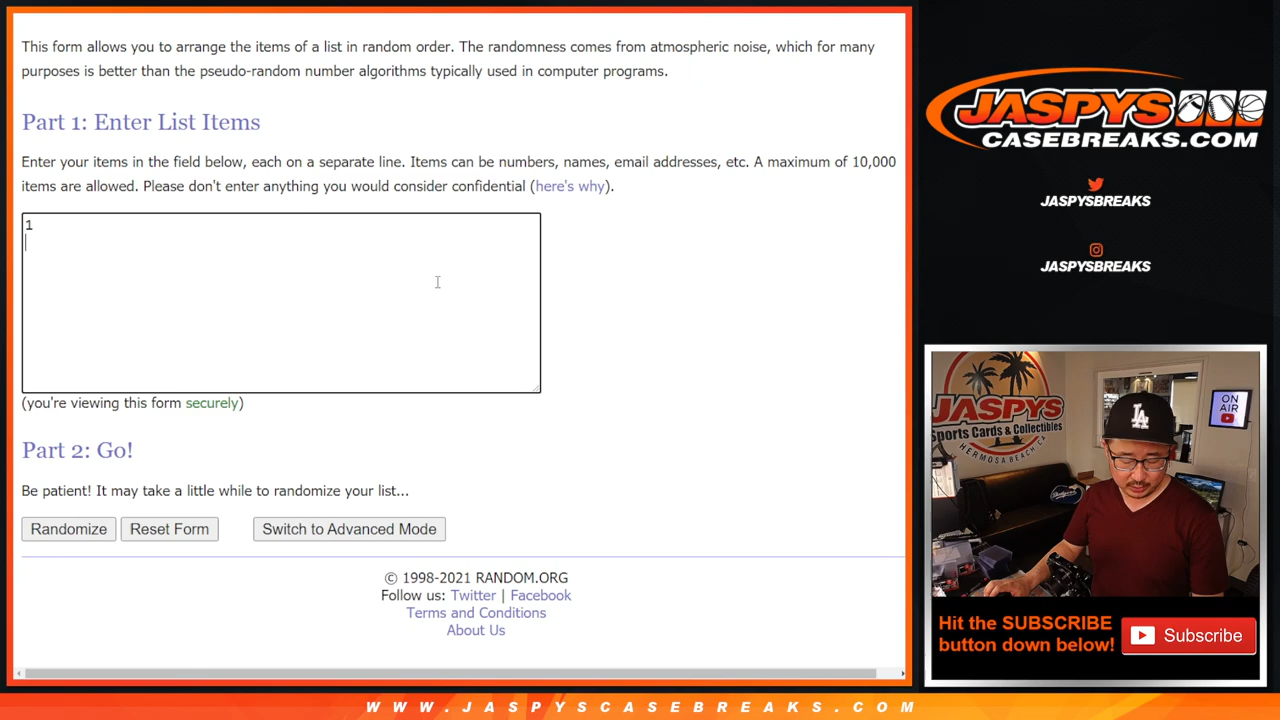 This form allows you to arrange the items of a list in random order. The randomness comes from atmospheric noise, which for many
purposes is better than the pseudo-random number algorithms typically used in computer programs.
Part 1: Enter List Items
Enter your items in the field below, each on a separate line. Items can be numbers, names, email addresses, etc. A maximum of 10,000
items are allowed. Please don't enter anything you would consider confidential (here's why).
1
(you're viewing this form securely)
Part 2: Go!
Be patient! It may take a little while to randomize your list...
Randomize
Reset Form
Switch to Advanced Mode
© 1998-2021 RANDOM.ORG
Follow us: Twitter | Facebook
Terms and Conditions
About Us
JASPYS
CASEBREAKS.COM
JASPYSBREAKS
JASPYSBREAKS
JASPYS
Sports Cards & Collectibles
HERMOSA BEACH, CA
ON
AIR
LA
Hit the SUBSCRIBE
button down below!
Subscribe
WWW.JASPYSCASEBREAKS.COM